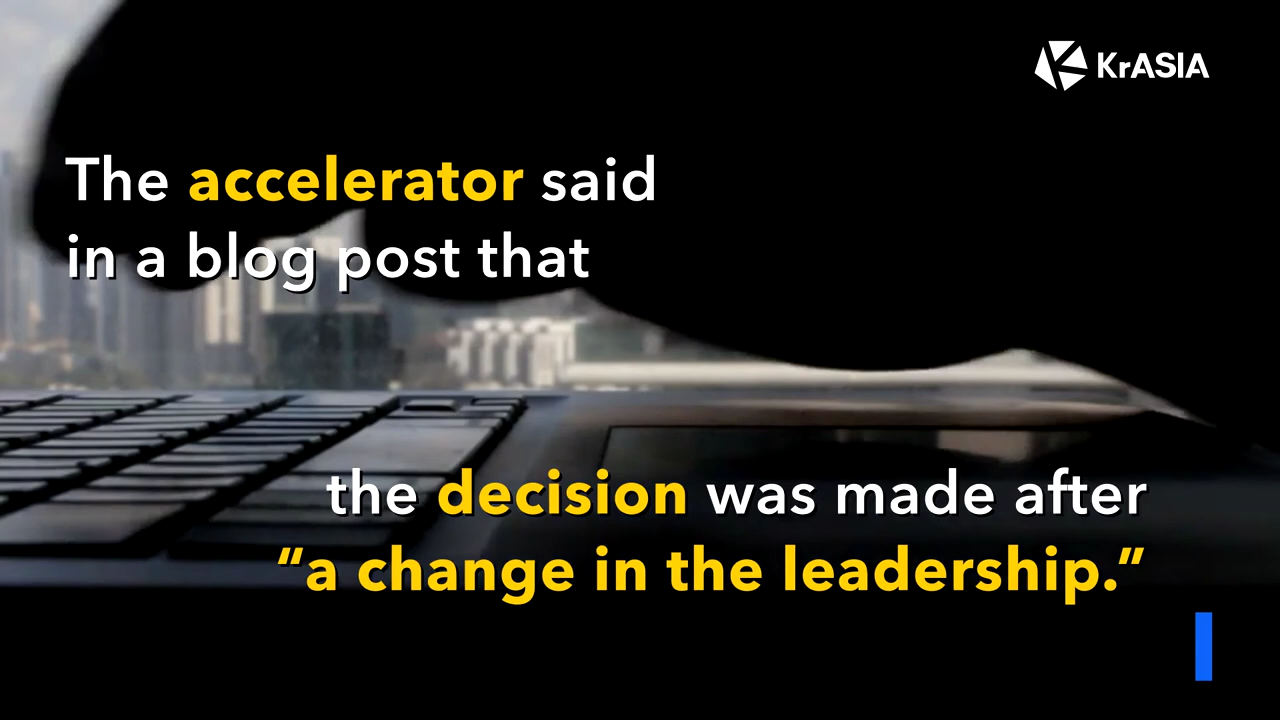 KrASIA
The accelerator said
in a blog post that
the decision was made after
“a change in the leadership.”